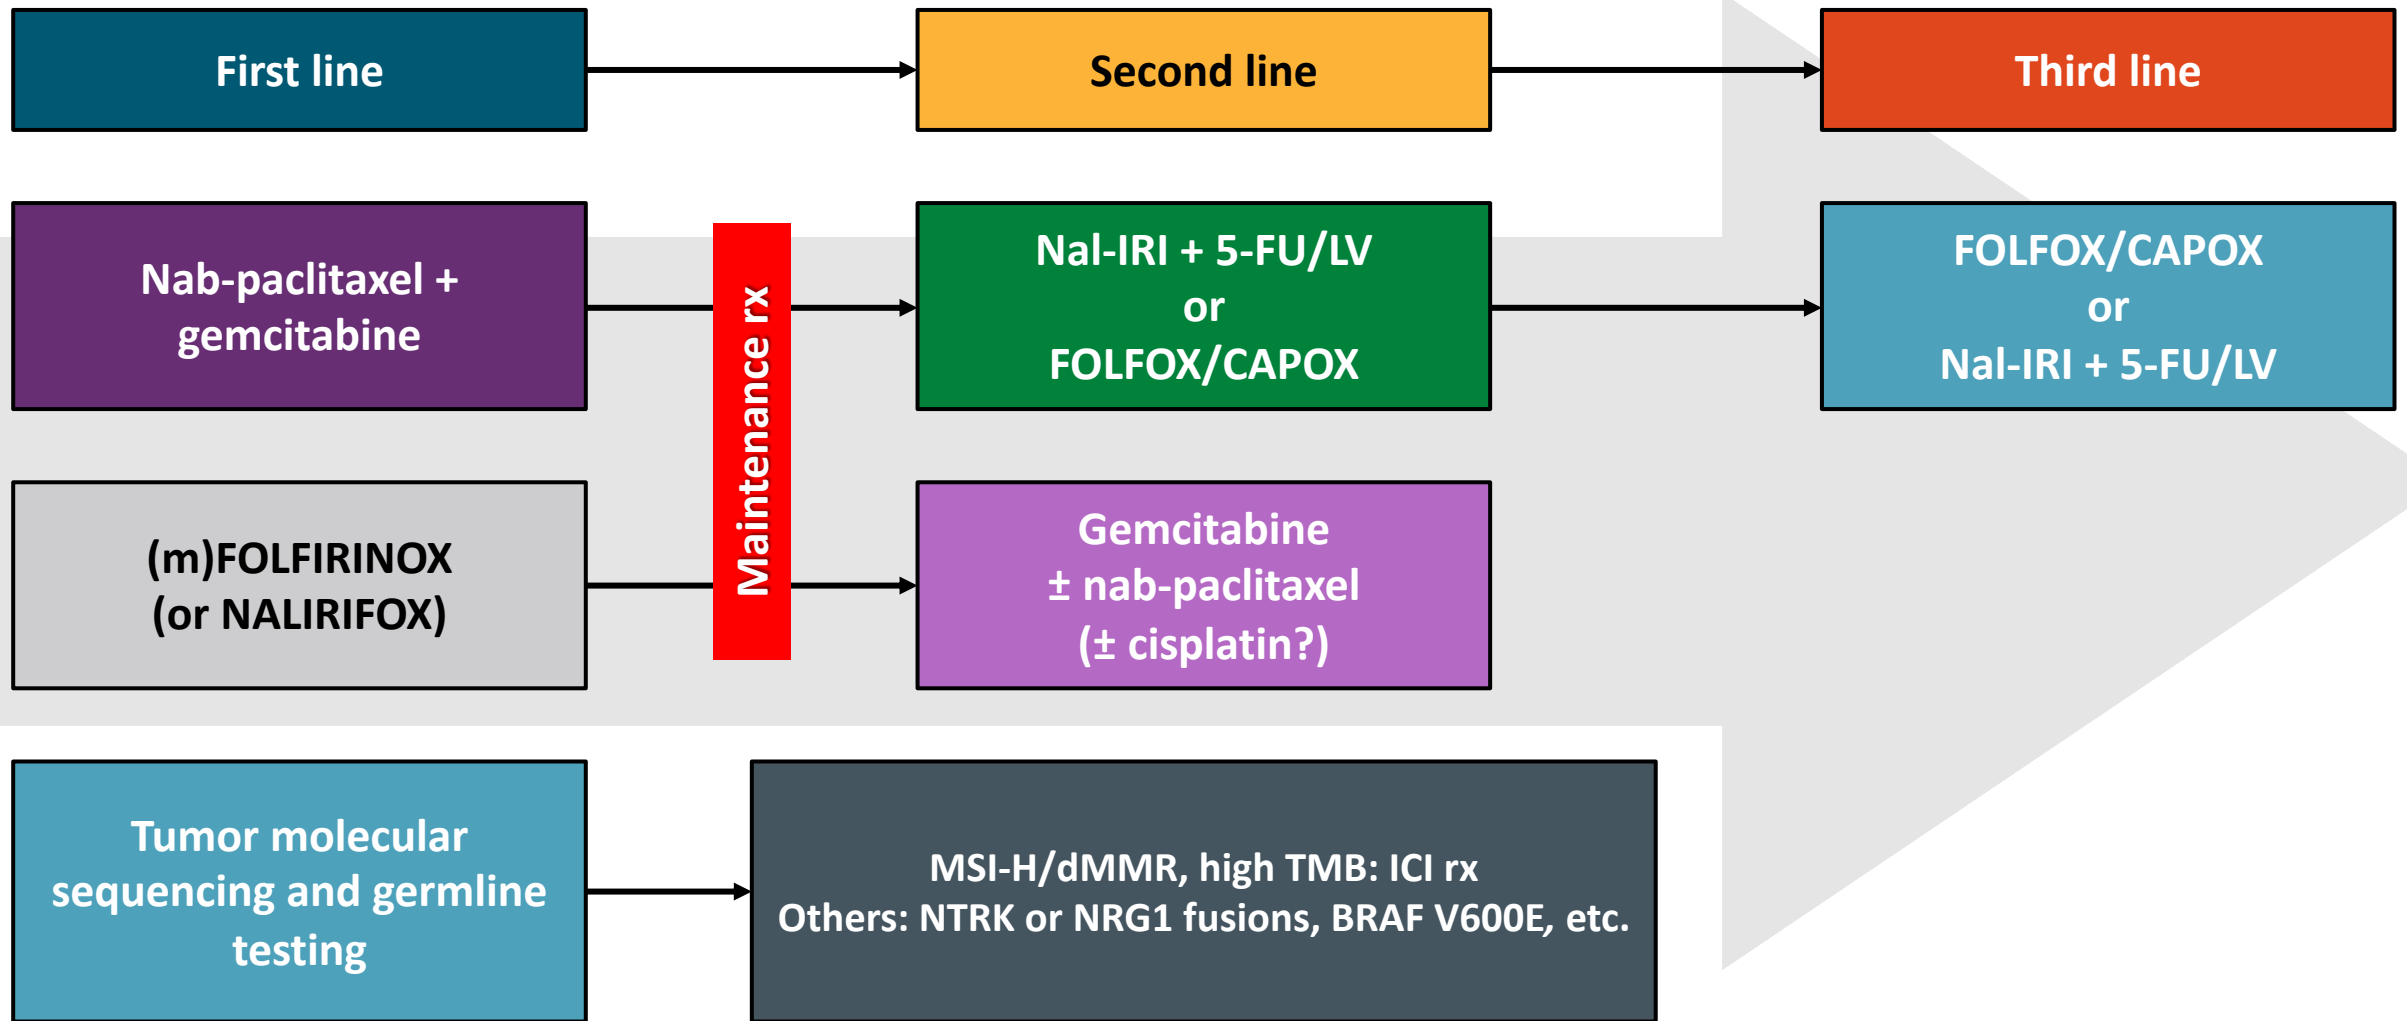 First line
Second line
Third line
Nab-paclitaxel +
gemcitabine
Maintenance rx
Nal-IRI + 5-FU/LV
or
FOLFOX/CAPOX
FOLFOX/CAPOX
or
Nal-IRI + 5-FU/LV
(m)FOLFIRINOX
(or NALIRIFOX)
Gemcitabine
± nab-paclitaxel
(± cisplatin?)
Tumor molecular
sequencing and germline
testing
MSI-H/dMMR, high TMB: ICI rx
Others: NTRK or NRG1 fusions, BRAF V600E, etc.